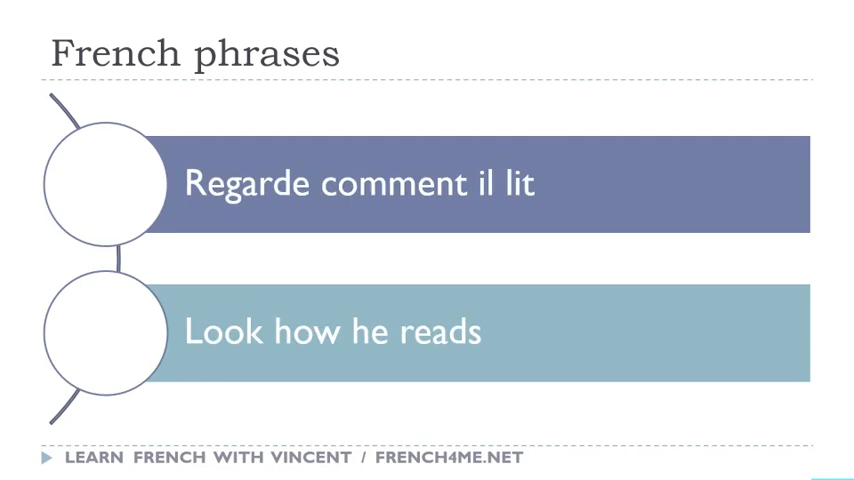 French phrases
Regarde comment il lit
Look how he reads
LEARN FRENCH WITH VINCENT / FRENCH4ME.NET